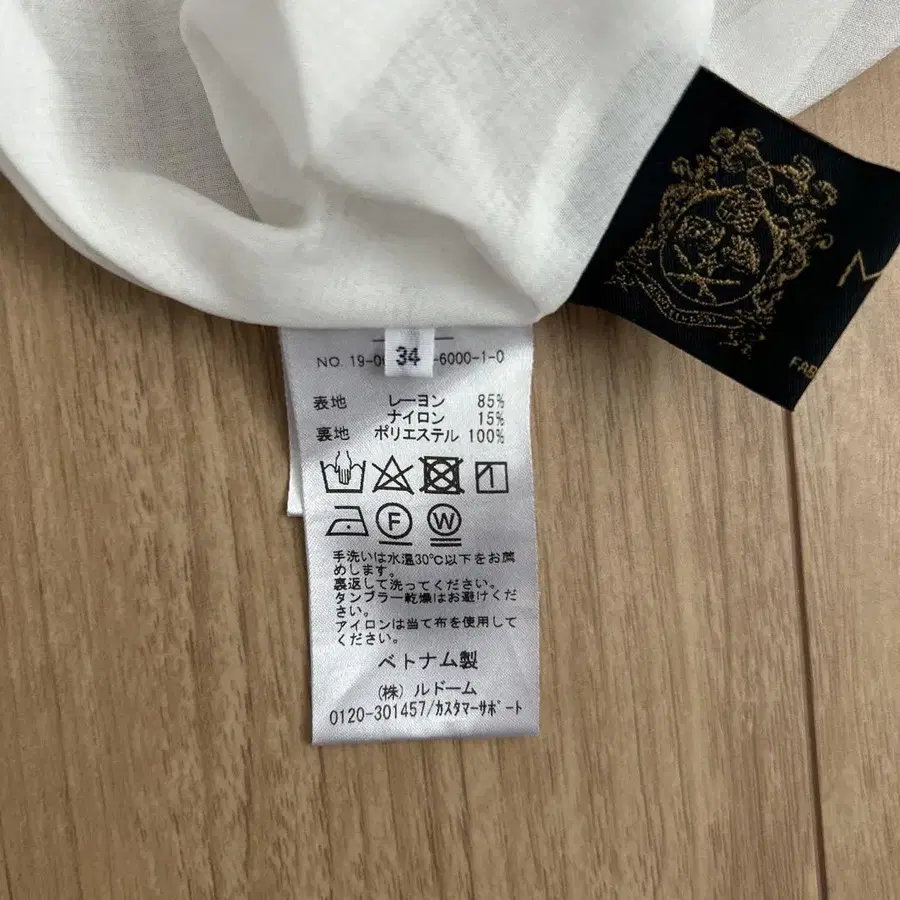 34
NO. 19-0 -6000-1-0
表地 レーヨン 85%
ナイロン 15%
裏地 ポリエステル 100%
F W
手洗いは水温30℃以下をお薦
めします。
裏返して洗ってください。
タンブラー乾燥はお避けくだ
さい。
アイロンは当て布を使用して
ください。
ベトナム製
(株) ルドーム
0120-301457/カスタマーサポート
M
FAB